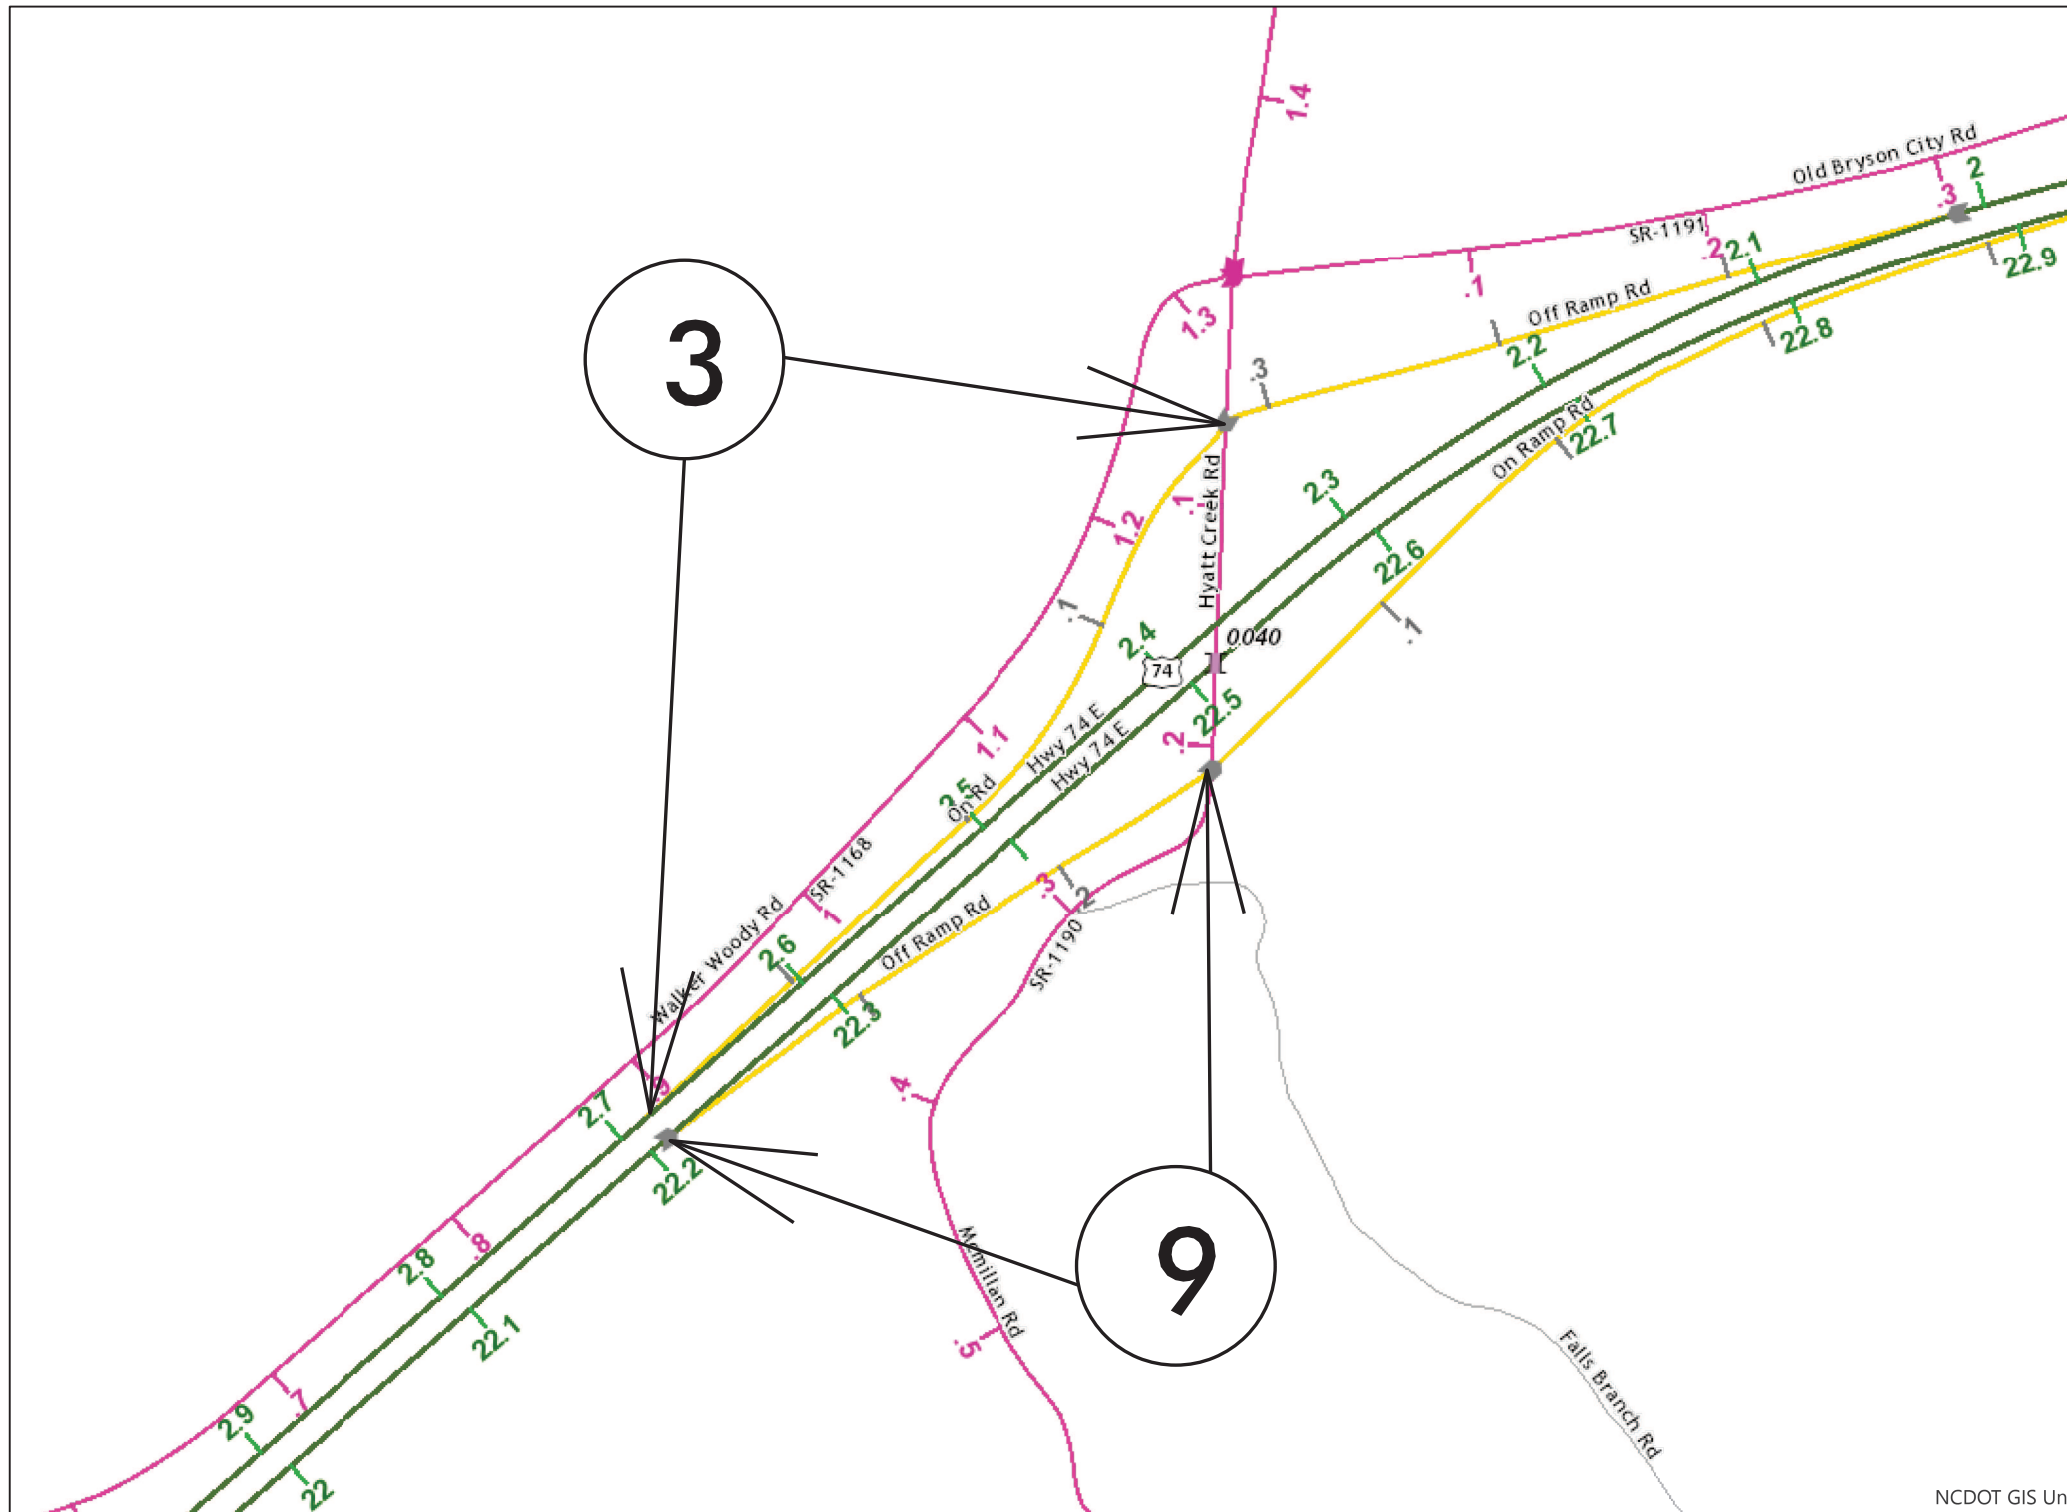 1.4
Old Bryson City Rd
2
.3
SR-1191
.2
2.1
22.9
.1
Off Ramp Rd
1.3
22.8
2.2
3
.3
On Ramp Rd
22.7
Hyatt Creek Rd
.1
2.3
1.2
22.6
.1
.1
2.4
0040
74
22.5
Hwy 74 E
Hwy 74 E
.2
1.1
2.5
On Rd
SR-1168
.3
.2
1
Walker Woody Rd
Off Ramp Rd
2.6
SR-1190
22.3
.9
.4
2.7
22.2
9
.8
2.8
Mcmillan Rd
22.1
.5
Falls Branch Rd
.7
2.9
22
NCDOT GIS Un